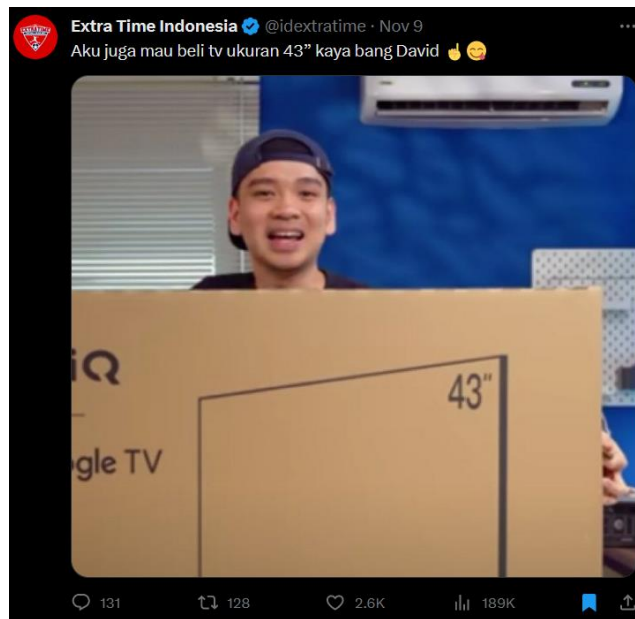 Extra Time Indonesia @idextratime · Nov 9
Aku juga mau beli tv ukuran 43” kaya bang David ☝😋
iQ
43"
gle TV
131 128 2.6K 189K